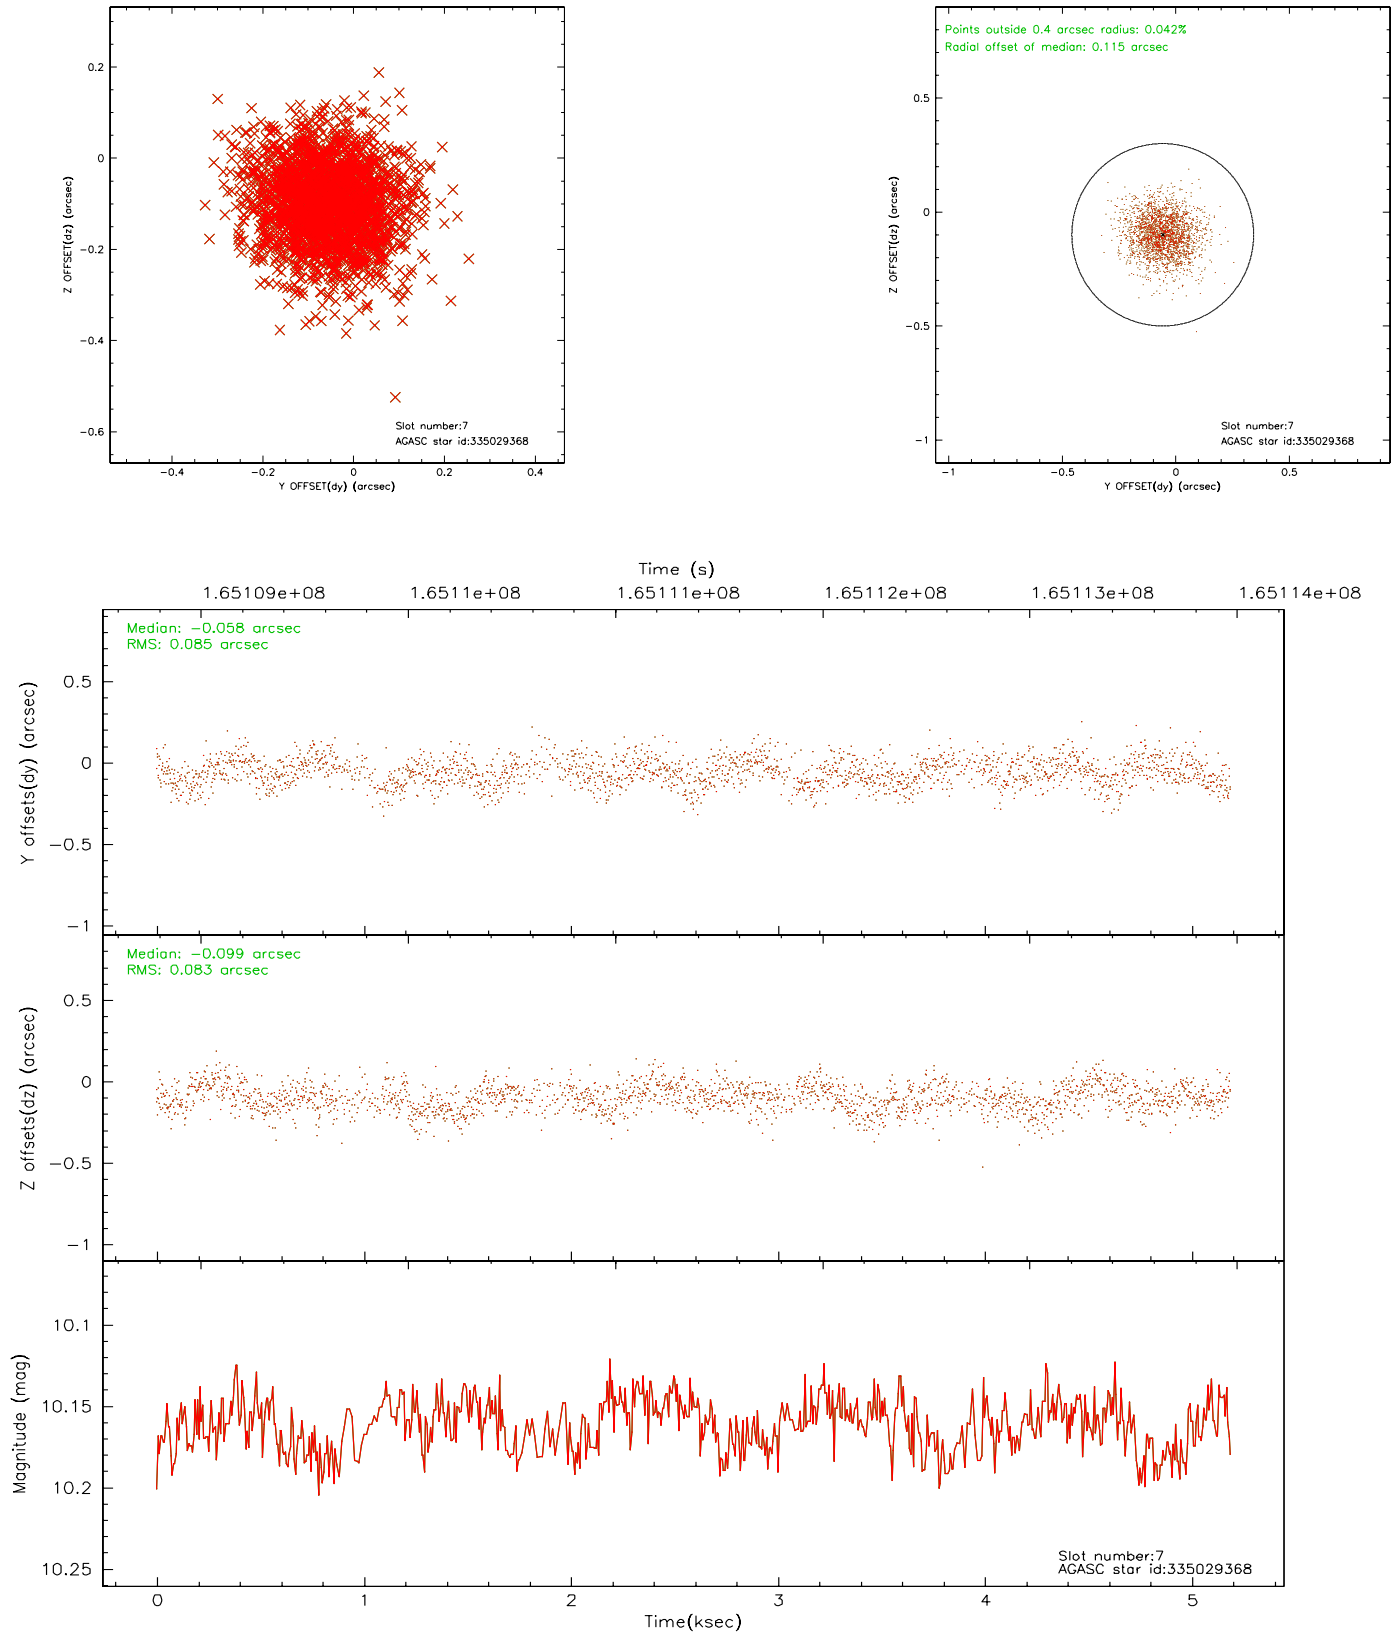 0.2
0
-0.2
-0.4
-0.6
Z OFFSET(dz) (arcsec)
Slot number:7
AGASC star id:335029368
-0.4 -0.2 0 0.2 0.4
Y OFFSET(dy) (arcsec)
Points outside 0.4 arcsec radius: 0.042%
Radial offset of median: 0.115 arcsec
0.5
0
-0.5
-1
Z OFFSET(dz) (arcsec)
Slot number:7
AGASC star id:335029368
-1 -0.5 0 0.5
Y OFFSET(dy) (arcsec)
Time (s)
1.65109e+08 1.6511e+08 1.65111e+08 1.65112e+08 1.65113e+08 1.65114e+08
Median: -0.058 arcsec
RMS: 0.085 arcsec
0.5
0
-0.5
-1
Y offsets(dy) (arcsec)
Median: -0.099 arcsec
RMS: 0.083 arcsec
0.5
0
-0.5
-1
Z offsets(dz) (arcsec)
10.1
10.15
10.2
10.25
Magnitude (mag)
Slot number:7
AGASC star id:335029368
0 1 2 3 4 5
Time(ksec)